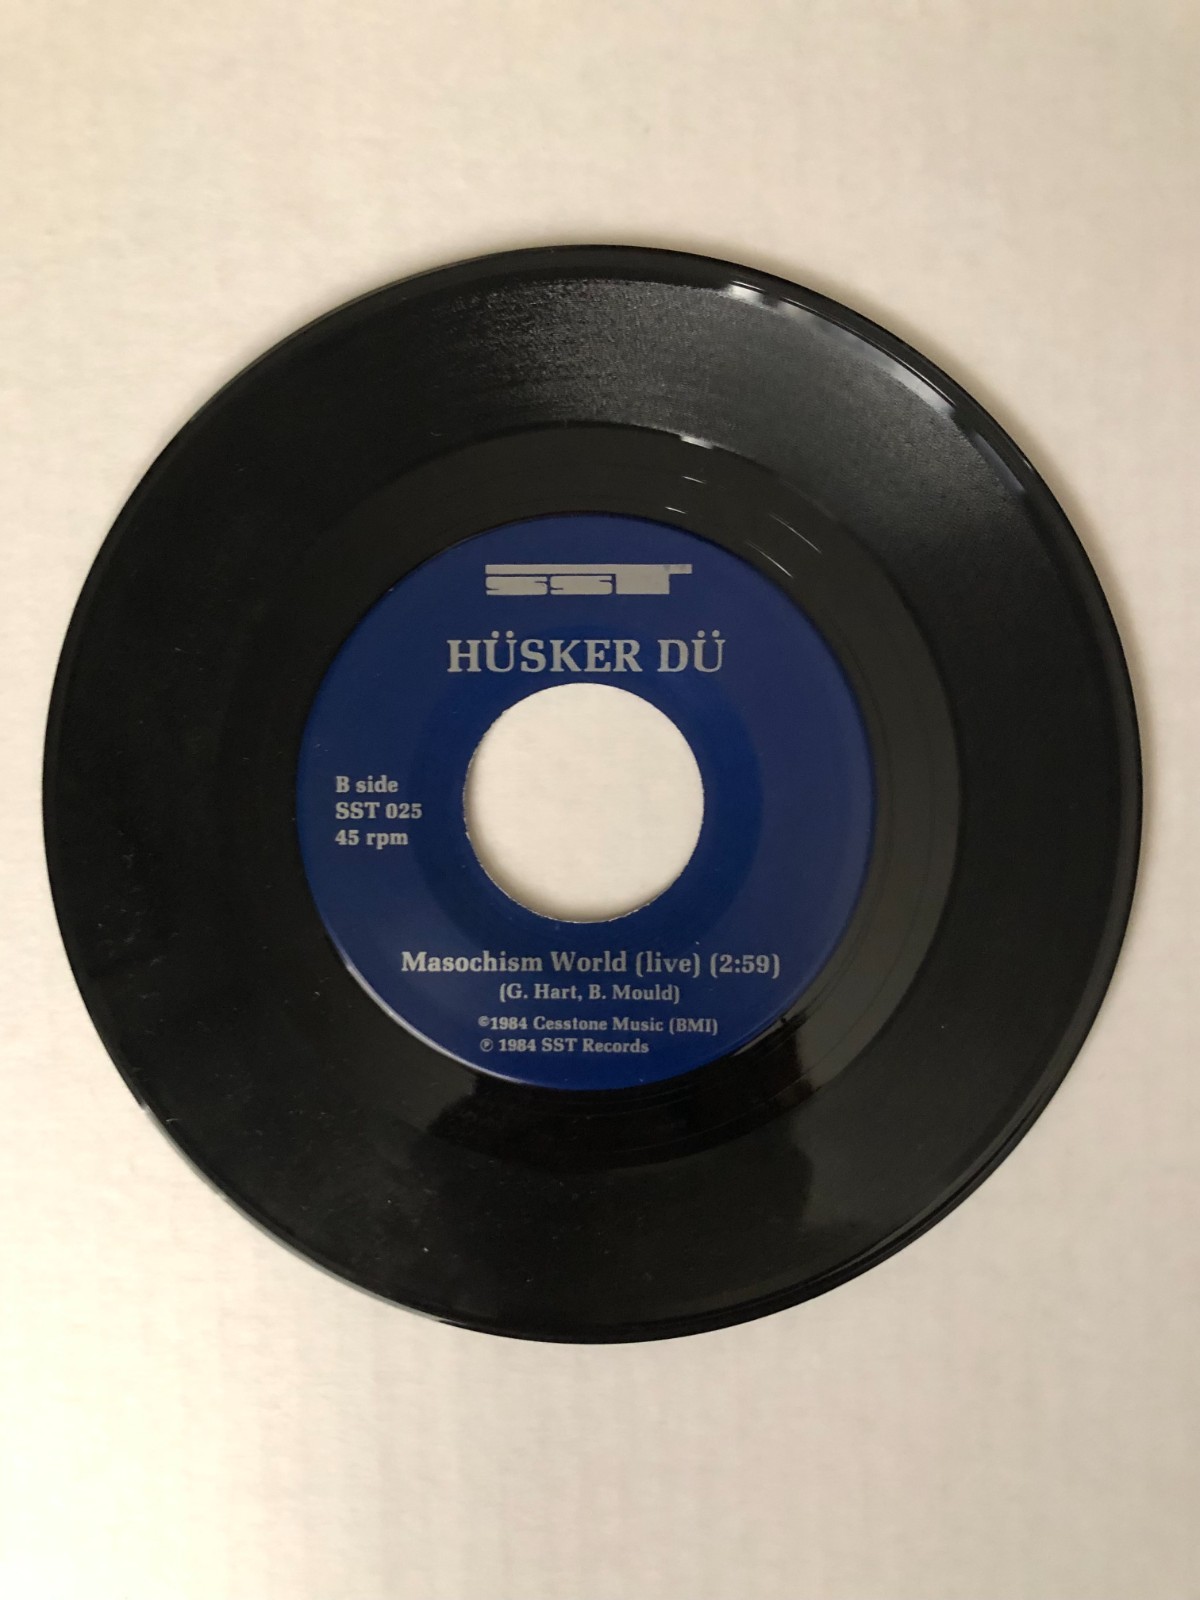 SST
HÜSKER DÜ
B side
SST 025
45 rpm
Masochism World (live) (2:59)
(G. Hart, B. Mould)
©1984 Cesstone Music (BMI)
℗ 1984 SST Records